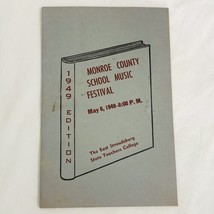 1949 EDITION
MONROE COUNTY
SCHOOL MUSIC
FESTIVAL
May 6, 1949-8:00 P. M.
The East Stroudsburg
State Teachers College